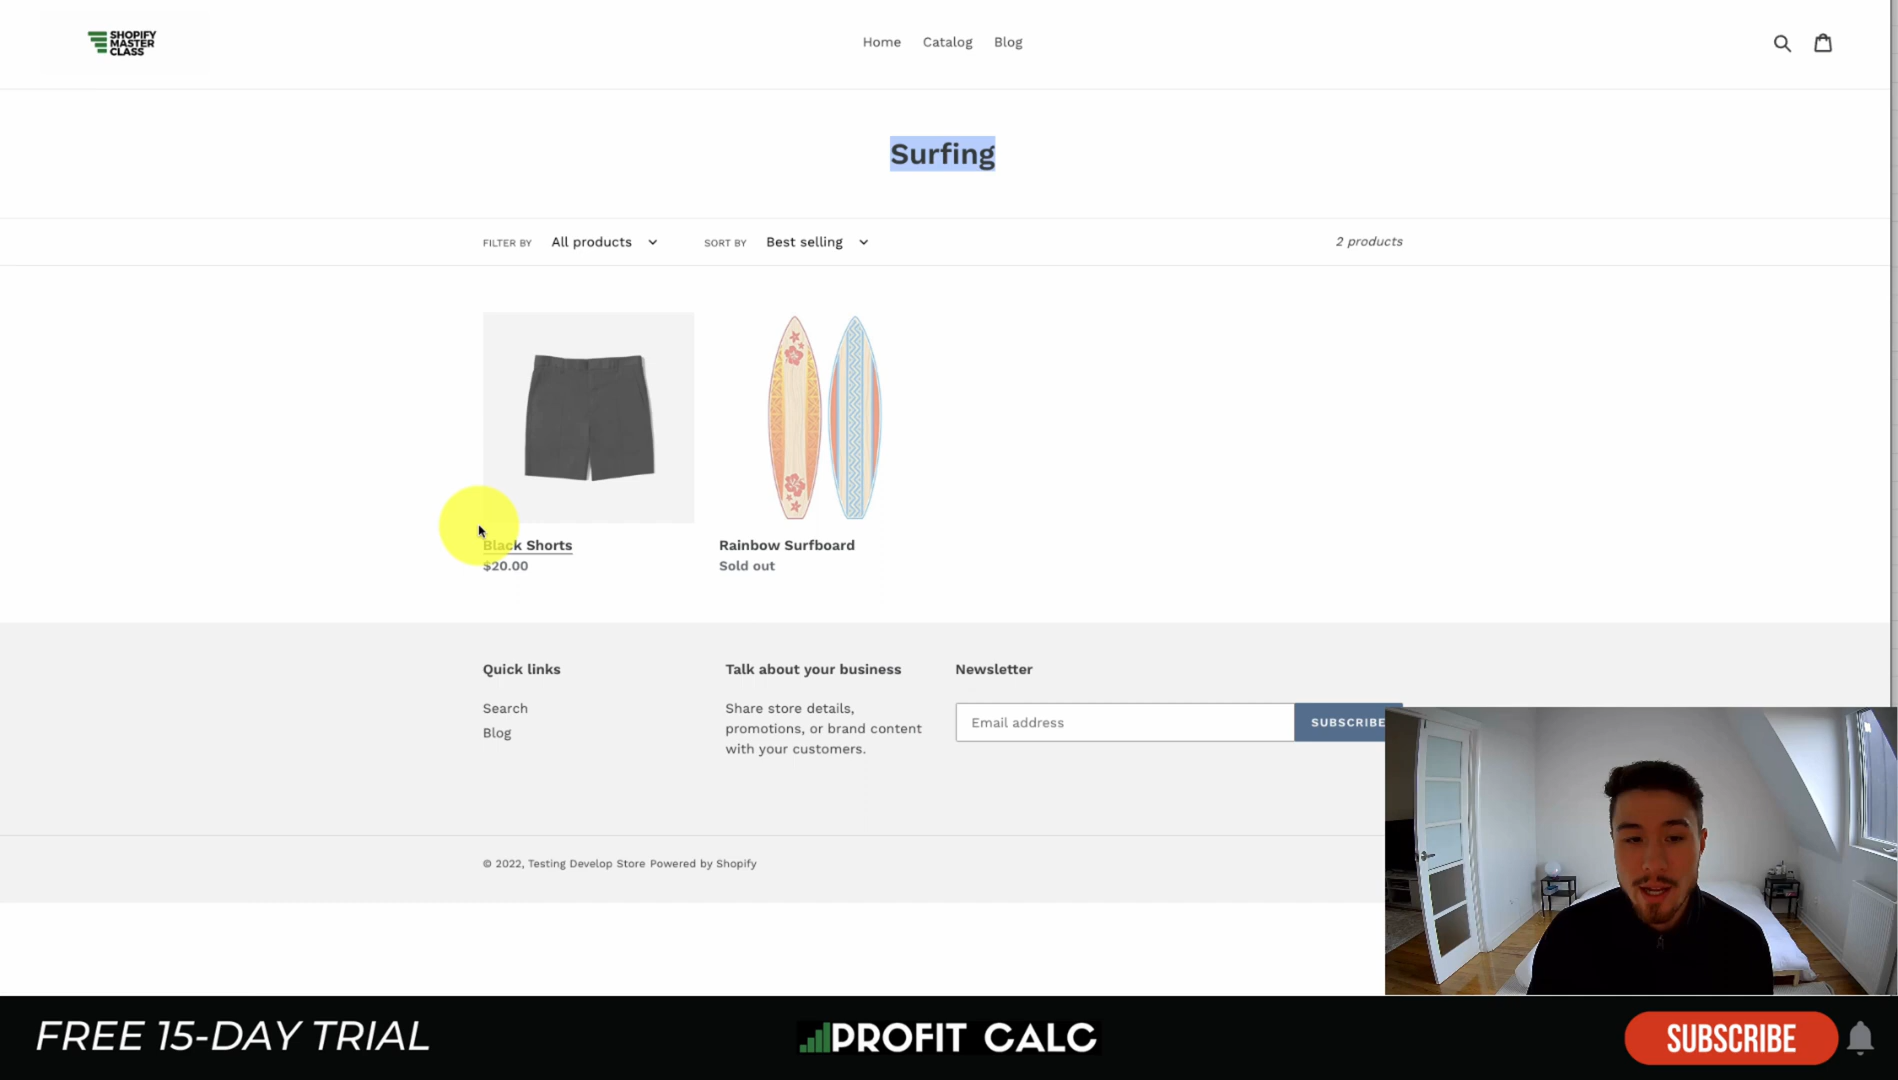 SHOPIFY
MASTER
CLASS
Home Catalog Blog
Surfing
FILTER BY All products SORT BY Best selling 2 products
Black Shorts
$20.00
Rainbow Surfboard
Sold out
Quick links
Search
Blog
Talk about your business
Share store details,
promotions, or brand content
with your customers.
Newsletter
Email address SUBSCRIBE
© 2022, Testing Develop Store Powered by Shopify
FREE 15-DAY TRIAL PROFIT CALC SUBSCRIBE